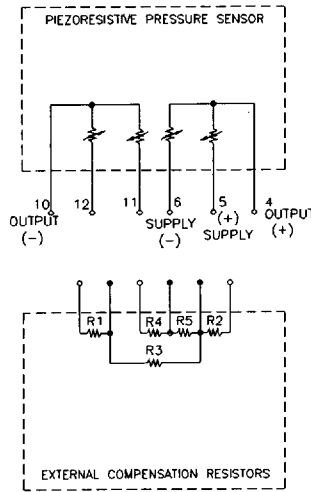 PIEZORESISTIVE PRESSURE SENSOR
10 12 11 6 5 4
OUTPUT (-)
SUPPLY (-)
(+) SUPPLY
OUTPUT (+)
R1 R4 R5 R2
R3
EXTERNAL COMPENSATION RESISTORS